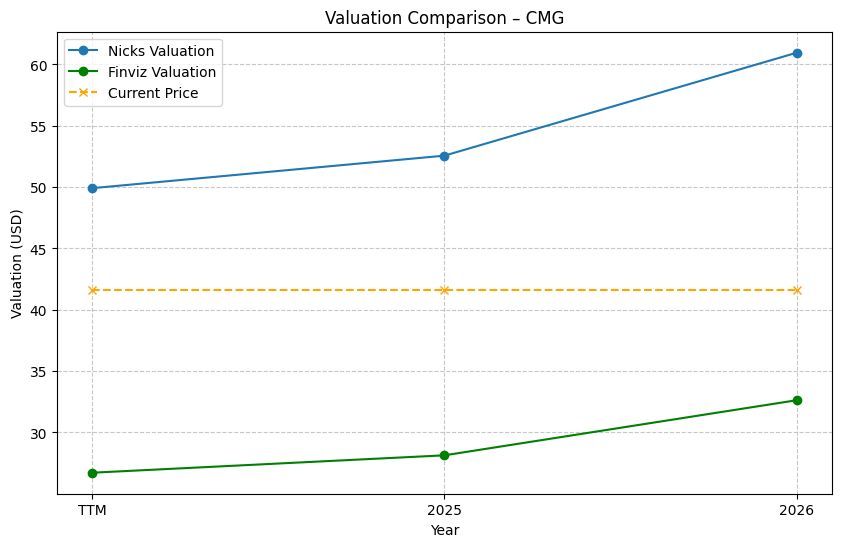 Valuation Comparison – CMG
Nicks Valuation
Finviz Valuation
Current Price
Valuation (USD)
60
55
50
45
40
35
30
TTM
2025
2026
Year